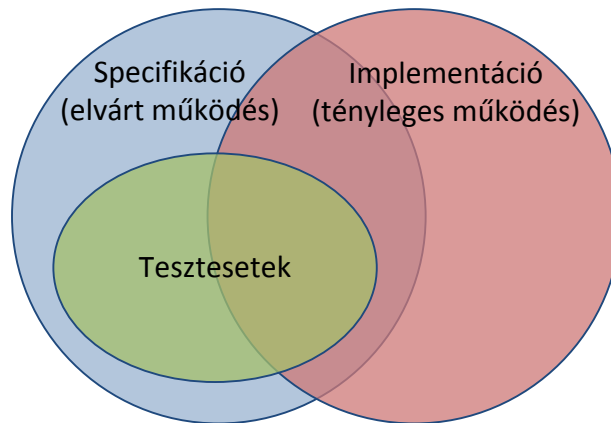 Specifikáció
(elvárt működés)
Implementáció
(tényleges működés)
Tesztesetek